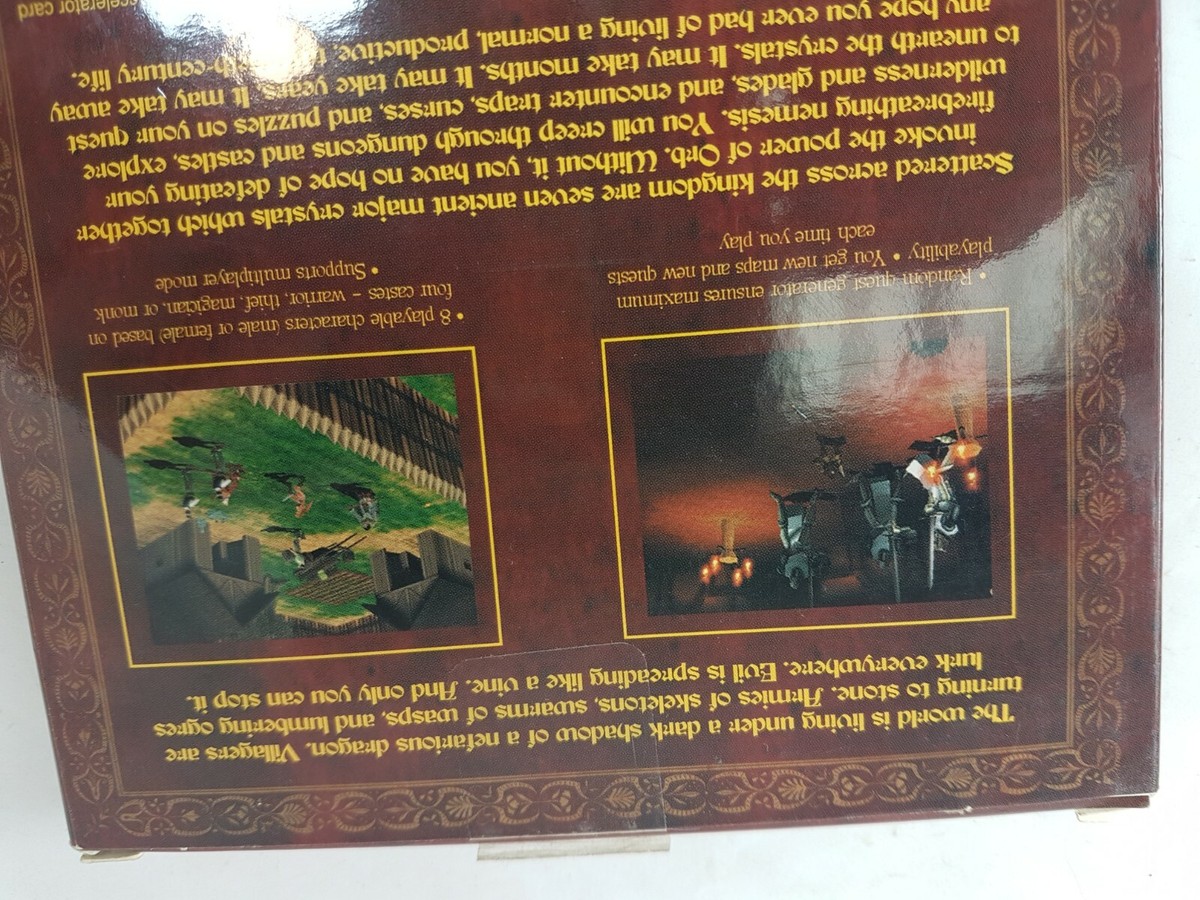 The world is living under a dark shadow of a nefarious dragon. Villagers are
turning to stone. Armies of skeletons, swarms of wasps, and lumbering ogres
lurk everywhere. Evil is spreading like a vine. And only you can stop it.
• Random quest generator ensures maximum
playability • You get new maps and new quests
each time you play
• 8 playable characters (male or female) based on
four castes – warrior, thief, magician, or monk
• Supports multiplayer mode
Scattered across the kingdom are seven ancient major crystals which together
invoke the power of Orb. Without it, you have no hope of defeating your
firebreathing nemesis. You will creep through dungeons and castles, explore
wilderness and glades, and encounter traps, curses, and puzzles on your quest
to unearth the crystals. It may take months. It may take years. It may take away
any hope you ever had of living a normal, productive, life.
card